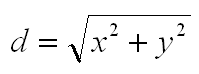 d = √(x² + y²)